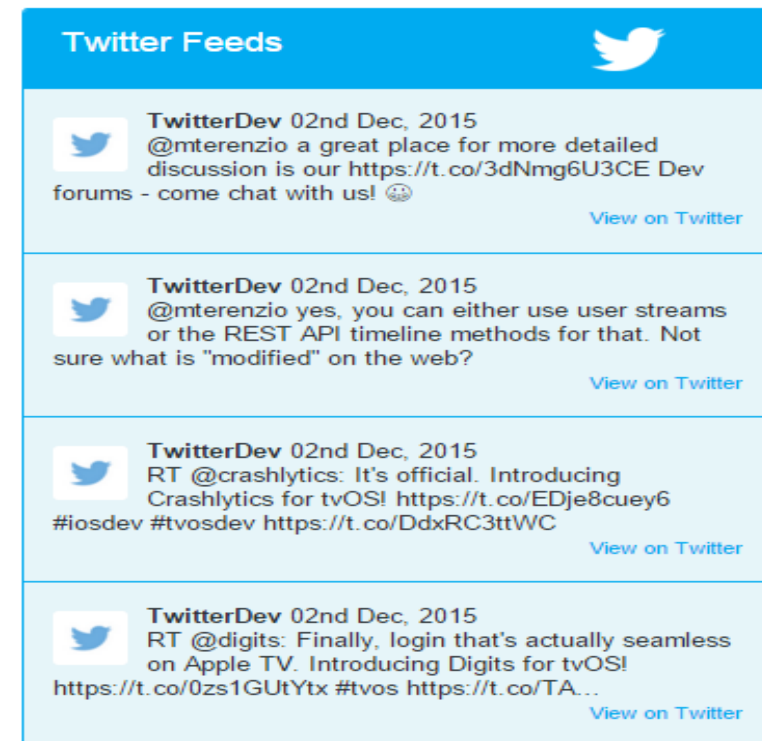 Twitter Feeds
TwitterDev 02nd Dec, 2015
@mterenzio a great place for more detailed
discussion is our https://t.co/3dNmg6U3CE Dev
forums - come chat with us! 😀
View on Twitter
TwitterDev 02nd Dec, 2015
@mterenzio yes, you can either use user streams
or the REST API timeline methods for that. Not
sure what is "modified" on the web?
View on Twitter
TwitterDev 02nd Dec, 2015
RT @crashlytics: It's official. Introducing
Crashlytics for tvOS! https://t.co/EDje8cuey6
#iosdev #tvosdev https://t.co/DdxRC3ttWC
View on Twitter
TwitterDev 02nd Dec, 2015
RT @digits: Finally, login that's actually seamless
on Apple TV. Introducing Digits for tvOS!
https://t.co/0zs1GUtYtx #tvos https://t.co/TA...
View on Twitter